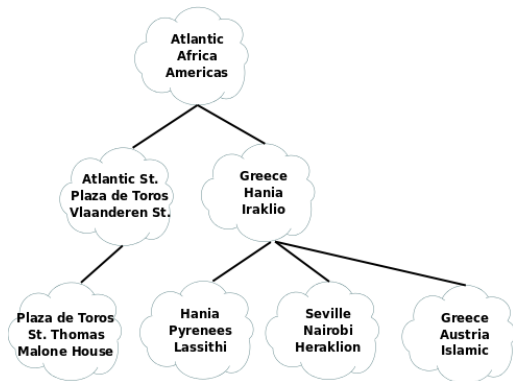 Atlantic
Africa
Americas
Atlantic St.
Plaza de Toros
Vlaanderen St.
Greece
Hania
Iraklio
Plaza de Toros
St. Thomas
Malone House
Hania
Pyrenees
Lassithi
Seville
Nairobi
Heraklion
Greece
Austria
Islamic